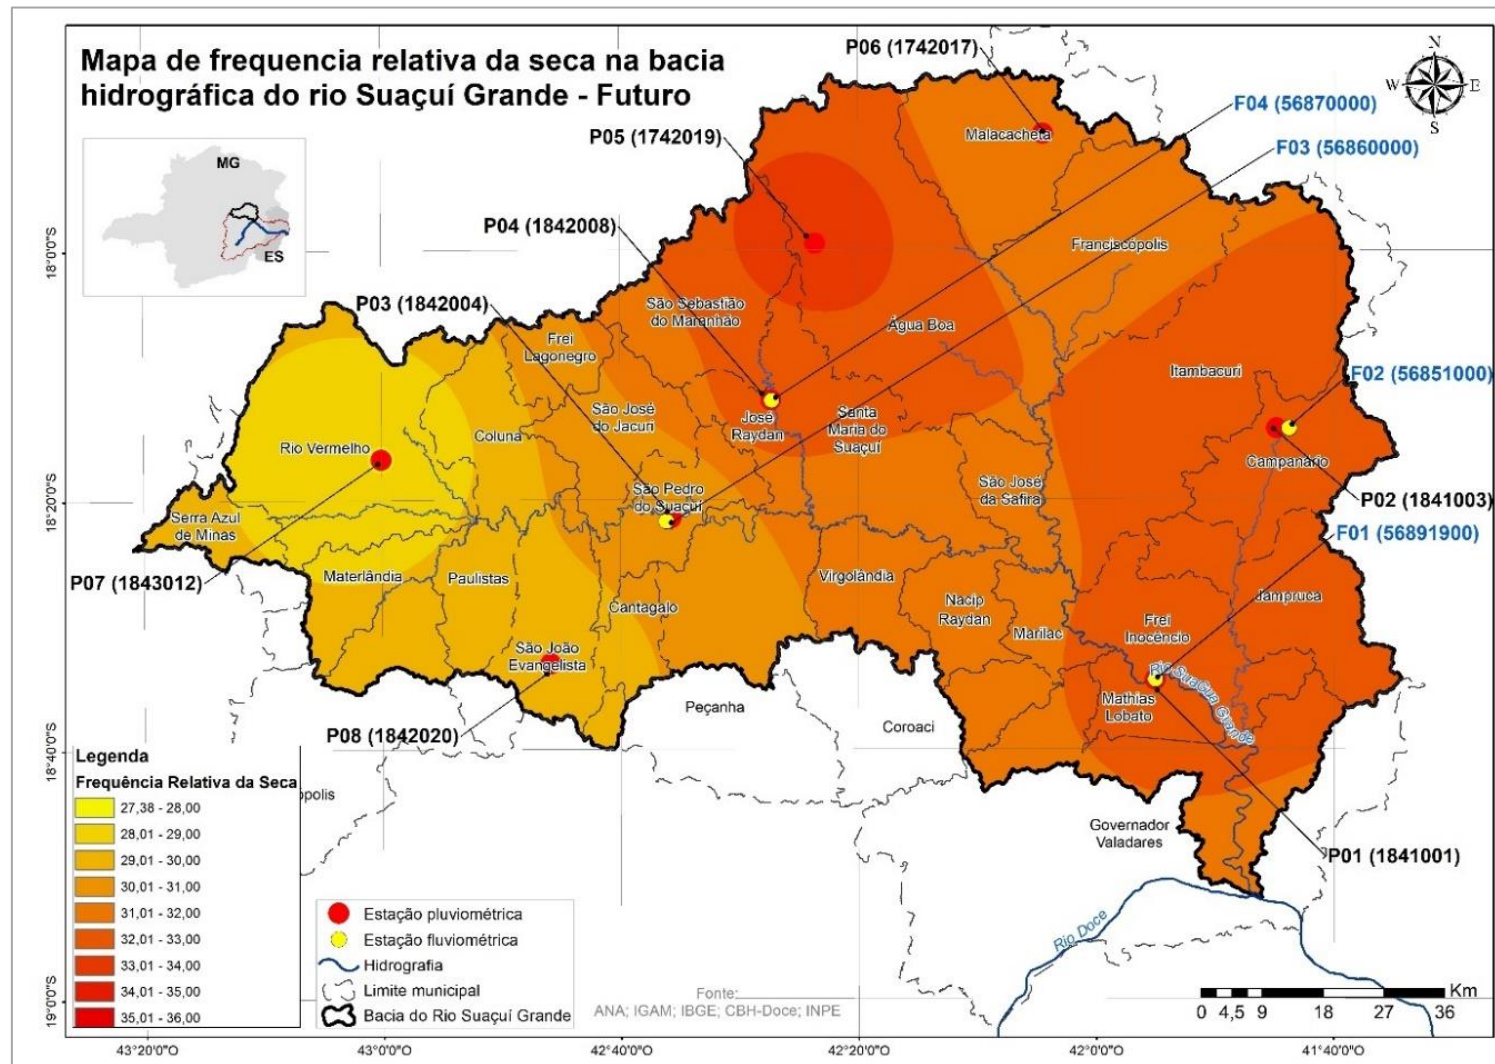 Mapa de frequencia relativa da seca na bacia
hidrográfica do rio Suaçuí Grande - Futuro
P06 (1742017)
N
W
E
S
F04 (56870000)
F03 (56860000)
P05 (1742019)
Malacacheta
MG
ES
P04 (1842008)
Franciscópolis
P03 (1842004)
São Sebastião
do Maranhão
Água Boa
Frei
Lagonegro
Itambacuri
F02 (56851000)
São José
do Jacuri
José
Raydan
Santa
Maria do
Suaçuí
Coluna
Rio Vermelho
Campanário
São Pedro
do Suaçuí
São José
da Safira
P02 (1841003)
Serra Azul
de Minas
F01 (56891900)
P07 (1843012)
Materlândia
Paulistas
Virgolândia
Cantagalo
Nacip
Raydan
Jampruca
Frei
Inocêncio
Marilac
São João
Evangelista
Mathias
Lobato
Peçanha
Coroaci
P08 (1842020)
Governador
Valadares
P01 (1841001)
Rio Doce
opolis
Legenda
Frequência Relativa da Seca
27,38 - 28,00
28,01 - 29,00
29,01 - 30,00
30,01 - 31,00
31,01 - 32,00
32,01 - 33,00
33,01 - 34,00
34,01 - 35,00
35,01 - 36,00
Estação pluviométrica
Estação fluviométrica
Hidrografia
Limite municipal
Bacia do Rio Suaçuí Grande
Fonte:
ANA; IGAM; IBGE; CBH-Doce; INPE
Km
0 4,5 9 18 27 36
18°0'0"S
18°20'0"S
18°40'0"S
19°0'0"S
43°20'0"O
43°0'0"O
42°40'0"O
42°20'0"O
42°0'0"O
41°40'0"O